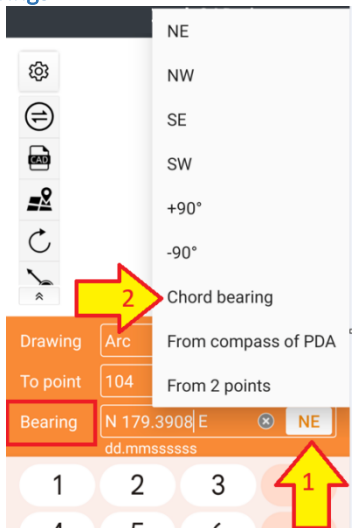 NE
NW
SE
SW
+90°
-90°
2
Chord bearing
Drawing
Arc
From compass of PDA
To point
104
From 2 points
Bearing
N 179.3908 E
NE
dd.mmssssss
1
2
3
1
CAD